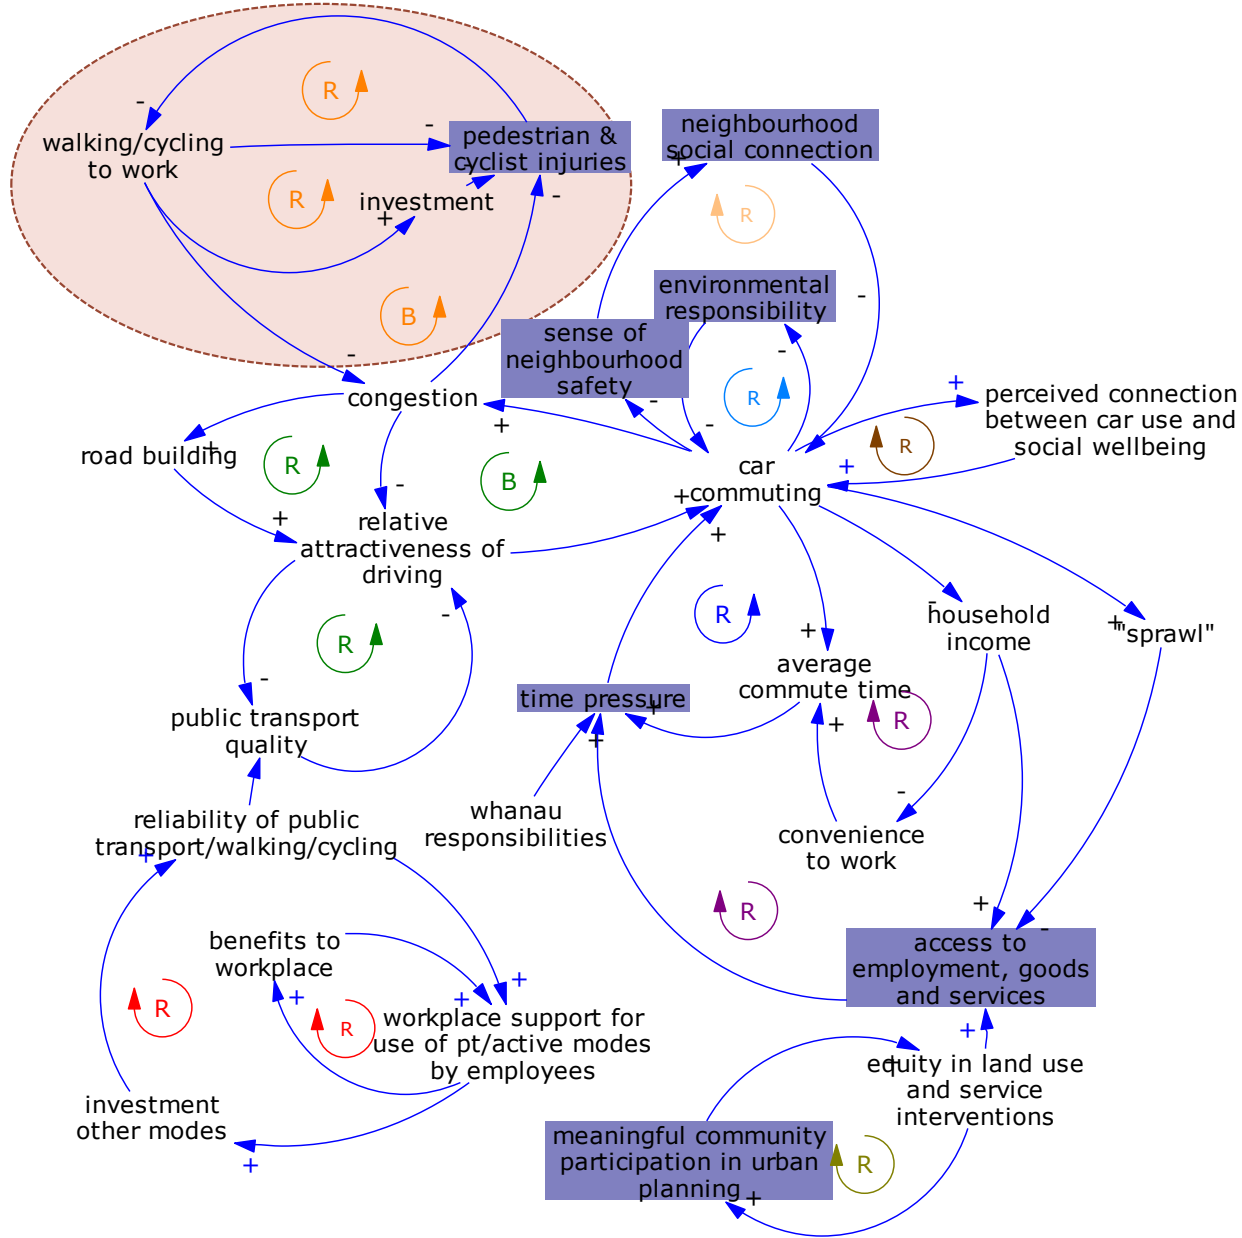 R
-
-
walking/cycling
to work
pedestrian &
cyclist injuries
-
neighbourhood
social connection
+
R
investment
+
-
R
B
-
environmental
responsibility
-
sense of
neighbourhood
safety
-
-
R
-
congestion
+
+
perceived connection
between car use and
social wellbeing
R
+
road building
+
R
B
-
+
car
commuting
+
+
relative
attractiveness of
driving
-
R
R
+
-
household
income
+
"sprawl"
average
commute time
-
public transport
quality
time pressure
+
+
+
R
whanau
responsibilities
-
convenience
to work
reliability of public
transport/walking/cycling
+
R
+
-
access to
employment, goods
and services
benefits to
workplace
+
+
+
R
R
workplace support for
use of pt/active modes
by employees
+
+
equity in land use
and service
interventions
investment
other modes
+
meaningful community
participation in urban
planning
+
R